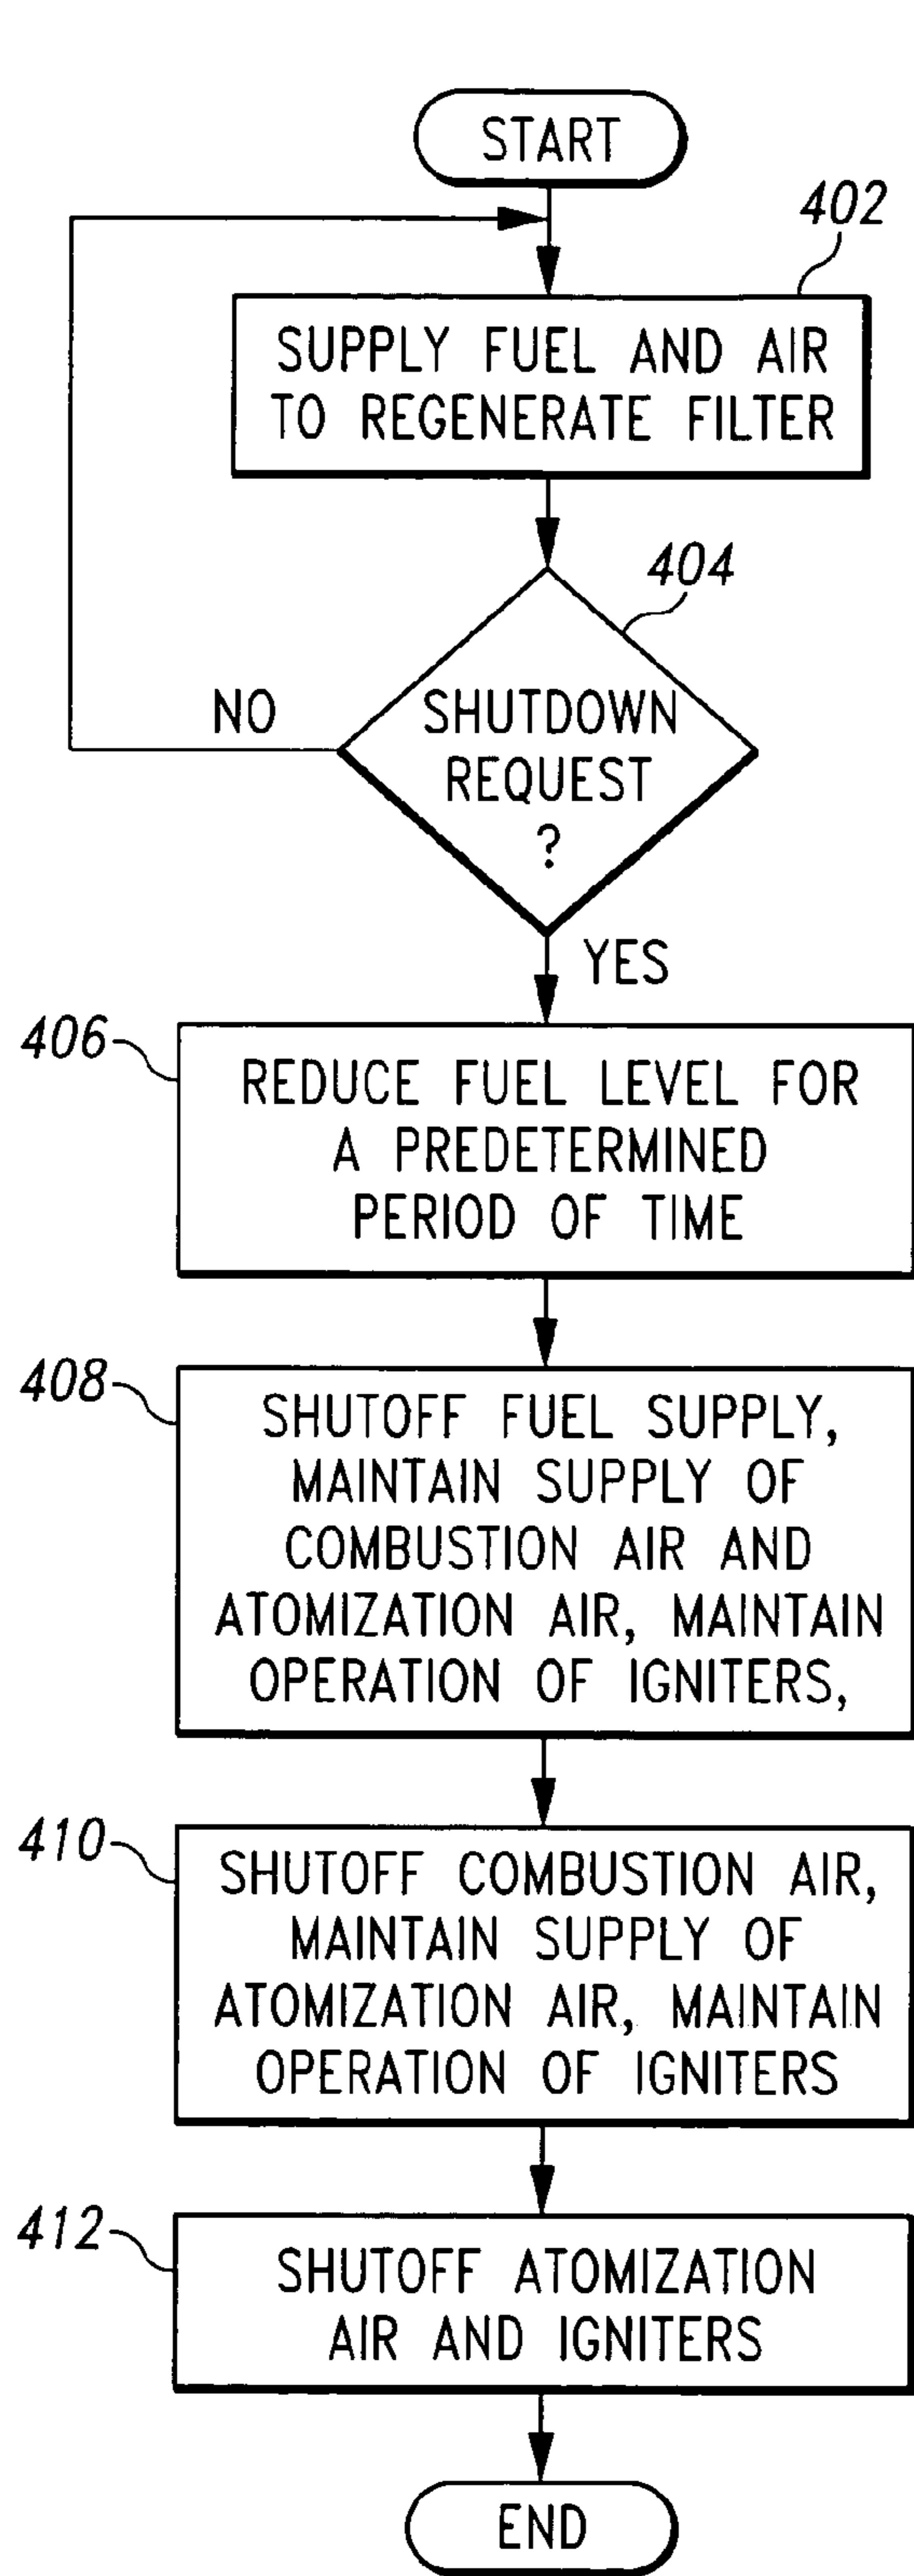 START
402
SUPPLY FUEL AND AIR
TO REGENERATE FILTER
404
SHUTDOWN
REQUEST
?
NO
YES
406
REDUCE FUEL LEVEL FOR
A PREDETERMINED
PERIOD OF TIME
408
SHUTOFF FUEL SUPPLY,
MAINTAIN SUPPLY OF
COMBUSTION AIR AND
ATOMIZATION AIR, MAINTAIN
OPERATION OF IGNITERS,
410
SHUTOFF COMBUSTION AIR,
MAINTAIN SUPPLY OF
ATOMIZATION AIR, MAINTAIN
OPERATION OF IGNITERS
412
SHUTOFF ATOMIZATION
AIR AND IGNITERS
END